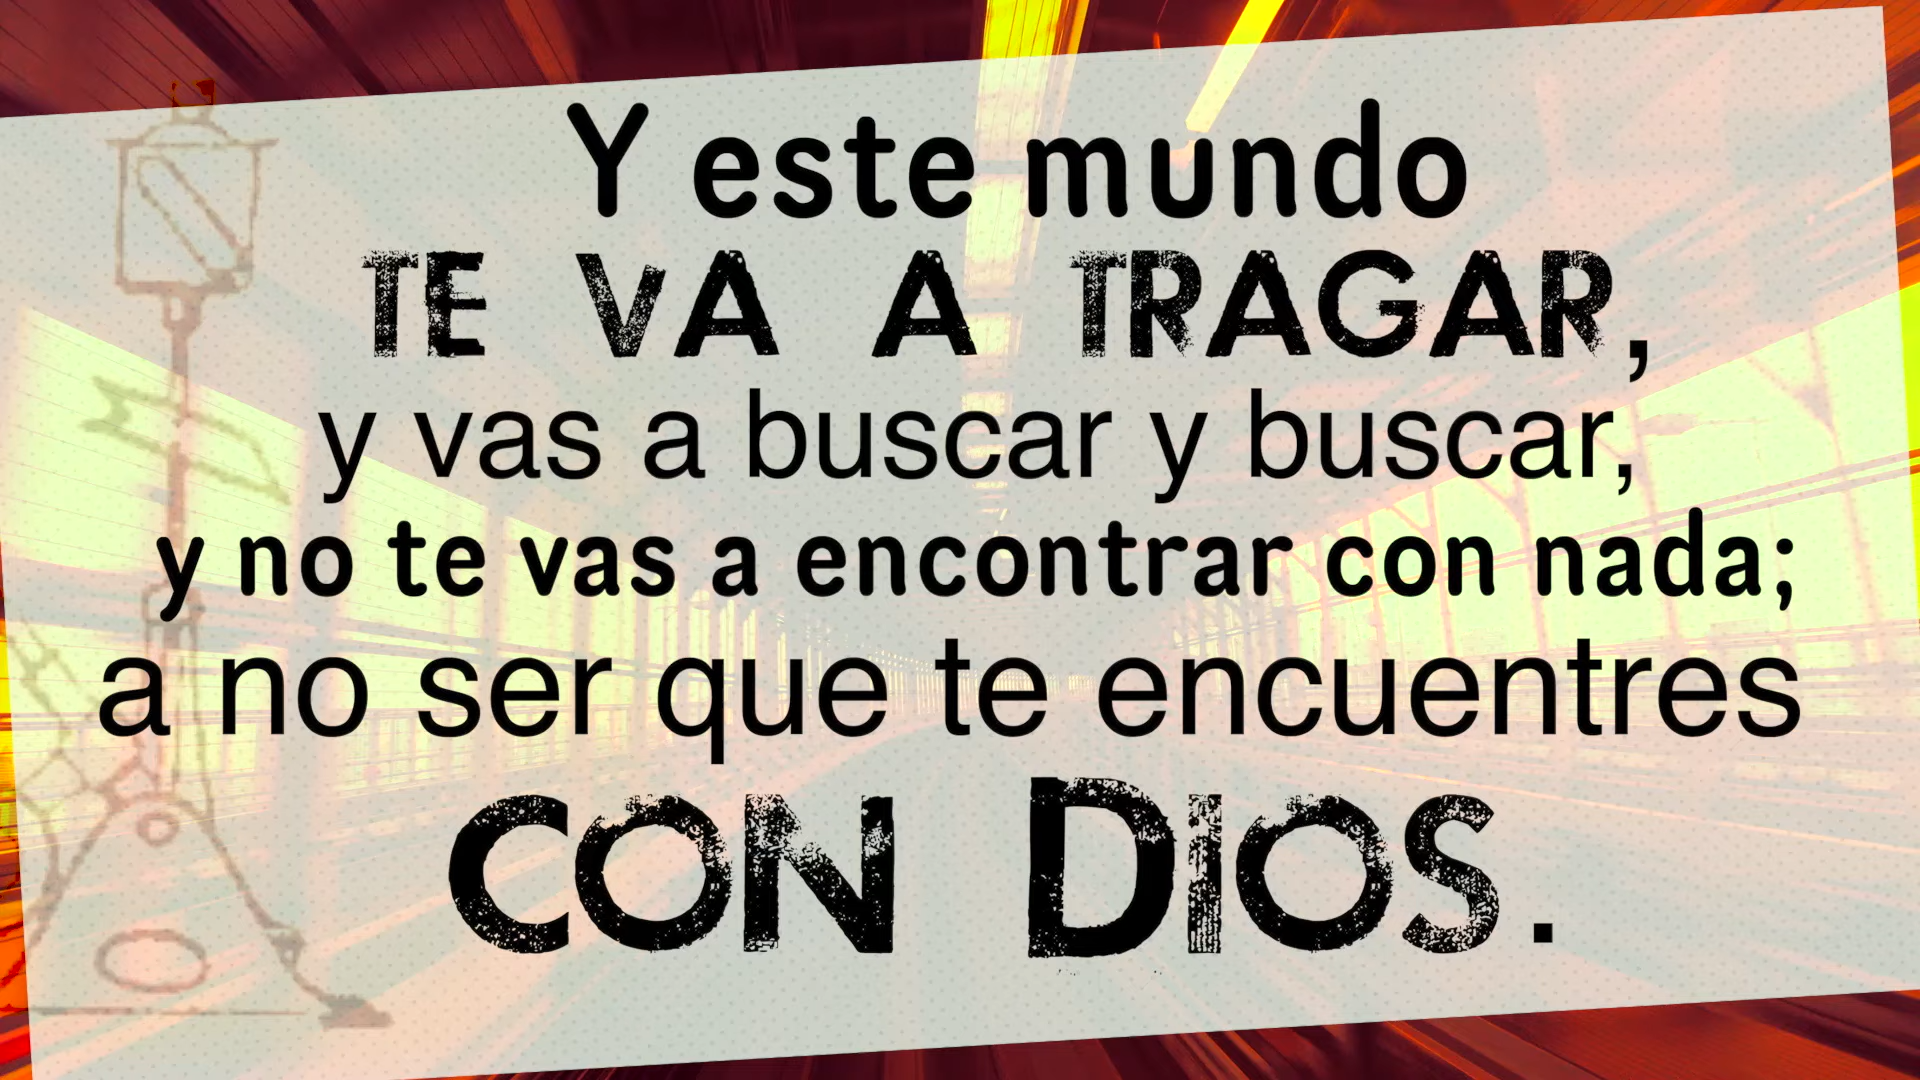 Y este mundo
TE VA A TRAGAR,
y vas a buscar y buscar,
y no te vas a encontrar con nada;
a no ser que te encuentres
CON DIOS.